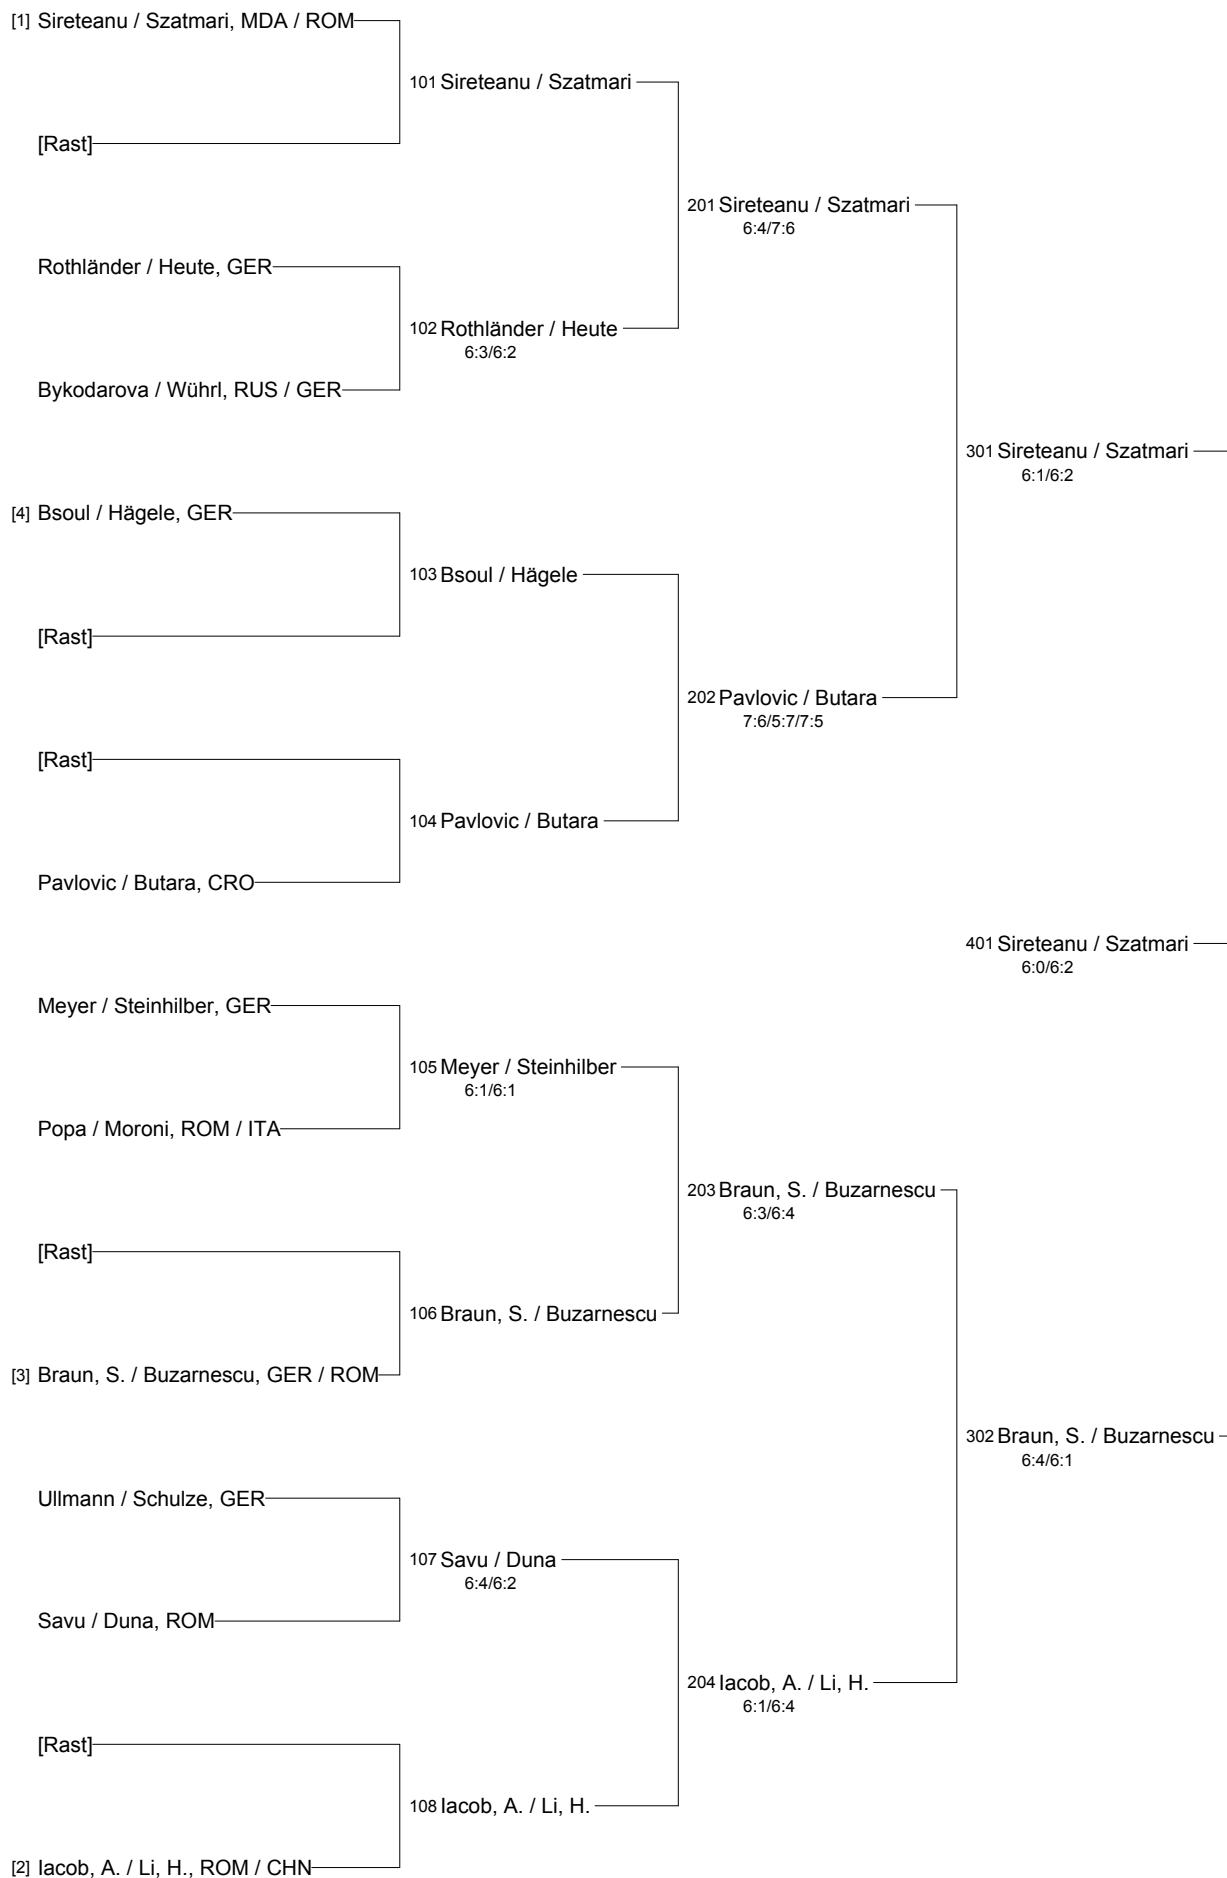 [1] Sireteanu / Szatmari, MDA / ROM
101 Sireteanu / Szatmari
[Rast]
201 Sireteanu / Szatmari
6:4/7:6
Rothländer / Heute, GER
102 Rothländer / Heute
6:3/6:2
Bykodarova / Wührl, RUS / GER
301 Sireteanu / Szatmari
6:1/6:2
[4] Bsoul / Hägele, GER
103 Bsoul / Hägele
[Rast]
202 Pavlovic / Butara
7:6/5:7/7:5
[Rast]
104 Pavlovic / Butara
Pavlovic / Butara, CRO
401 Sireteanu / Szatmari
6:0/6:2
Meyer / Steinhilber, GER
105 Meyer / Steinhilber
6:1/6:1
Popa / Moroni, ROM / ITA
203 Braun, S. / Buzarnescu
6:3/6:4
[Rast]
106 Braun, S. / Buzarnescu
[3] Braun, S. / Buzarnescu, GER / ROM
302 Braun, S. / Buzarnescu
6:4/6:1
Ullmann / Schulze, GER
107 Savu / Duna
6:4/6:2
Savu / Duna, ROM
204 Iacob, A. / Li, H.
6:1/6:4
[Rast]
108 Iacob, A. / Li, H.
[2] Iacob, A. / Li, H., ROM / CHN